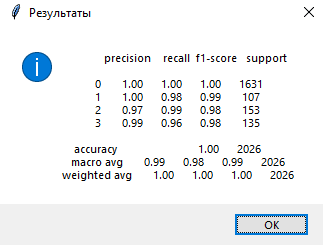 Результаты
precision recall f1-score support
0 1.00 1.00 1.00 1631
1 1.00 0.98 0.99 107
2 0.97 0.99 0.98 153
3 0.99 0.96 0.98 135
accuracy 1.00 2026
macro avg 0.99 0.98 0.99 2026
weighted avg 1.00 1.00 1.00 2026
OK